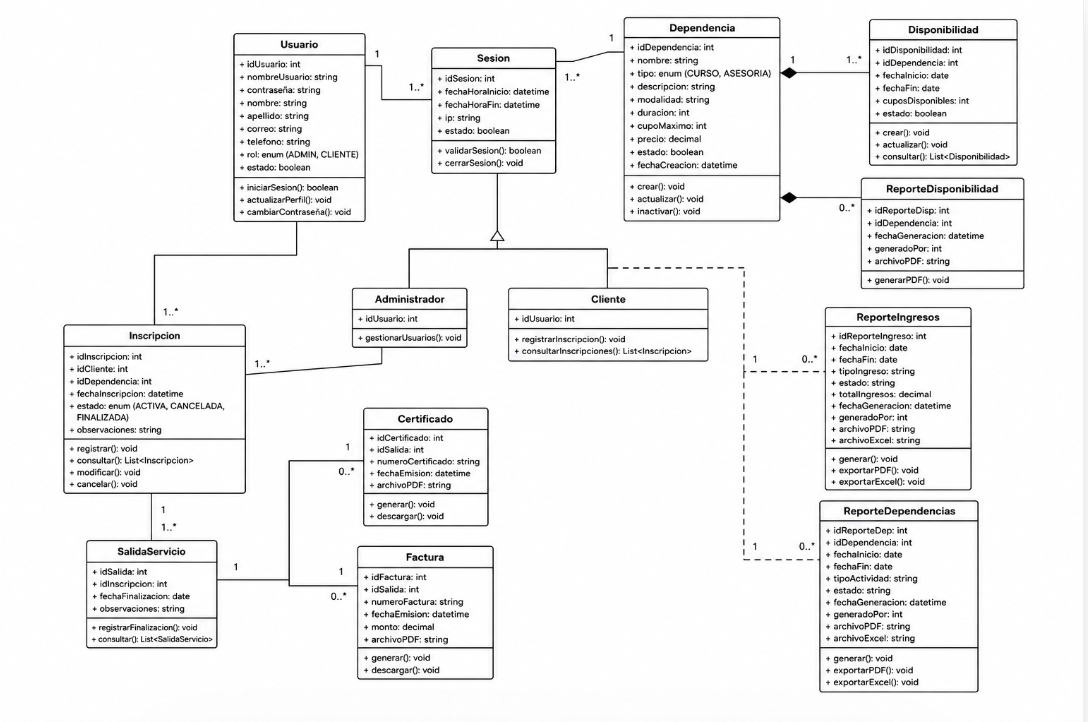 Usuario
+ idUsuario: int
+ nombreUsuario: string
+ contraseña: string
+ nombre: string
+ apellido: string
+ correo: string
+ telefono: string
+ rol: enum (ADMIN, CLIENTE)
+ estado: boolean
+ iniciarSesion(): boolean
+ actualizarPerfil(): void
+ cambiarContraseña(): void
1
1..*
Sesion
+ idSesion: int
+ fechaHoraInicio: datetime
+ fechaHoraFin: datetime
+ ip: string
+ estado: boolean
+ validarSesion(): boolean
+ cerrarSesion(): void
1
1..*
Dependencia
+ idDependencia: int
+ nombre: string
+ tipo: enum (CURSO, ASESORIA)
+ descripcion: string
+ modalidad: string
+ duracion: int
+ cupoMaximo: int
+ precio: decimal
+ estado: boolean
+ fechaCreacion: datetime
+ crear(): void
+ actualizar(): void
+ inactivar(): void
1
1..*
Disponibilidad
+ idDisponibilidad: int
+ idDependencia: int
+ fechaInicio: date
+ fechaFin: date
+ cuposDisponibles: int
+ estado: boolean
+ crear(): void
+ actualizar(): void
+ consultar(): List<Disponibilidad>
0..*
ReporteDisponibilidad
+ idReporteDisp: int
+ idDependencia: int
+ fechaGeneracion: datetime
+ generadoPor: int
+ archivoPDF: string
+ generarPDF(): void
Administrador
+ idUsuario: int
+ gestionarUsuarios(): void
Cliente
+ idUsuario: int
+ registrarInscripcion(): void
+ consultarInscripciones(): List<Inscripcion>
1..*
Inscripcion
+ idInscripcion: int
+ idCliente: int
+ idDependencia: int
+ fechaInscripcion: datetime
+ estado: enum (ACTIVA, CANCELADA,
FINALIZADA)
+ observaciones: string
+ registrar(): void
+ consultar(): List<Inscripcion>
+ modificar(): void
+ cancelar(): void
1..*
1
1..*
ReporteIngresos
+ idReporteIngreso: int
+ fechaInicio: date
+ fechaFin: date
+ tipoIngreso: string
+ estado: string
+ totalIngresos: decimal
+ fechaGeneracion: datetime
+ generadoPor: int
+ archivoPDF: string
+ archivoExcel: string
+ generar(): void
+ exportarPDF(): void
+ exportarExcel(): void
1
0..*
Certificado
+ idCertificado: int
+ idSalida: int
+ numeroCertificado: string
+ fechaEmision: datetime
+ archivoPDF: string
+ generar(): void
+ descargar(): void
1
0..*
SalidaServicio
+ idSalida: int
+ idInscripcion: int
+ fechaFinalizacion: date
+ observaciones: string
+ registrarFinalizacion(): void
+ consultar(): List<SalidaServicio>
1
1
0..*
Factura
+ idFactura: int
+ idSalida: int
+ numeroFactura: string
+ fechaEmision: datetime
+ monto: decimal
+ archivoPDF: string
+ generar(): void
+ descargar(): void
1
0..*
ReporteDependencias
+ idReporteDep: int
+ idDependencia: int
+ fechaInicio: date
+ fechaFin: date
+ tipoActividad: string
+ estado: string
+ fechaGeneracion: datetime
+ generadoPor: int
+ archivoPDF: string
+ archivoExcel: string
+ generar(): void
+ exportarPDF(): void
+ exportarExcel(): void